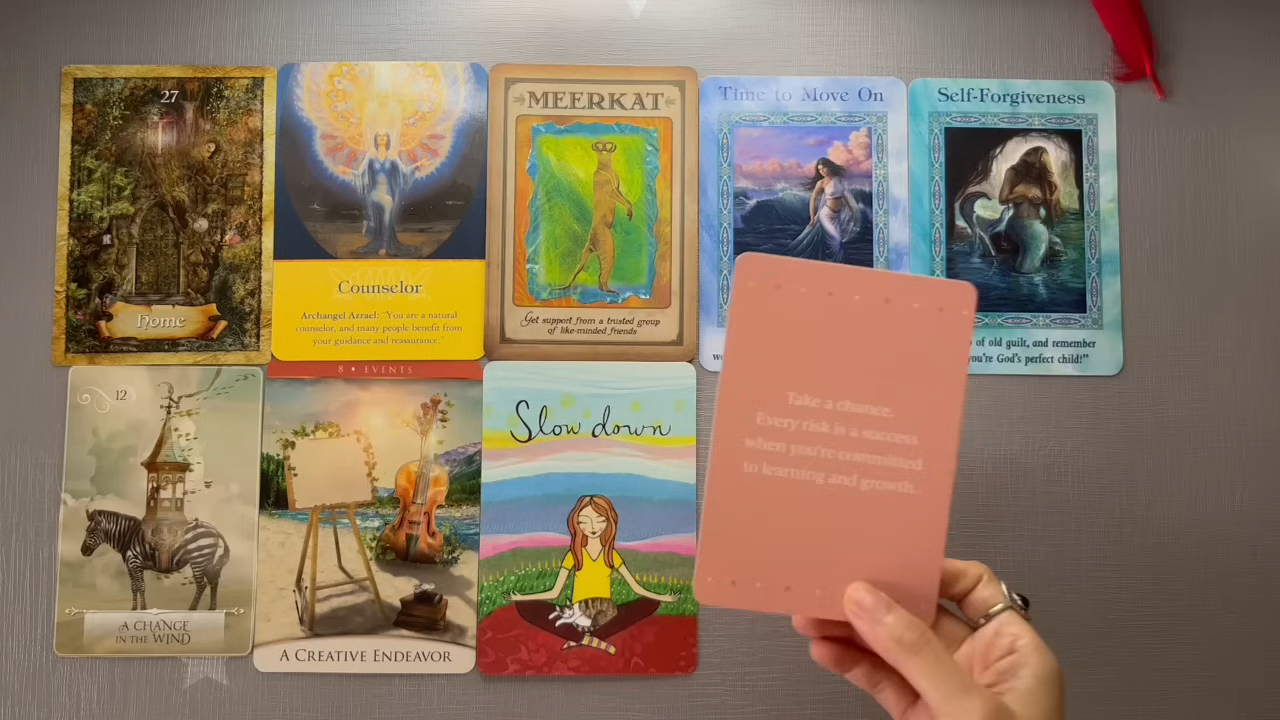 27
Home
Counselor
Archangel Azrael: "You are a natural
counselor, and many people benefit from
your guidance and reassurance."
MEERKAT
Get support from a trusted group
of like-minded friends
Time to Move On
Self-Forgiveness
of old guilt, and remember
you're God's perfect child!"
12
A CHANGE
IN THE WIND
8 • EVENTS
A CREATIVE ENDEAVOR
Slow down
Take a chance.
Every risk is a success
when you're committed
to learning and growth.